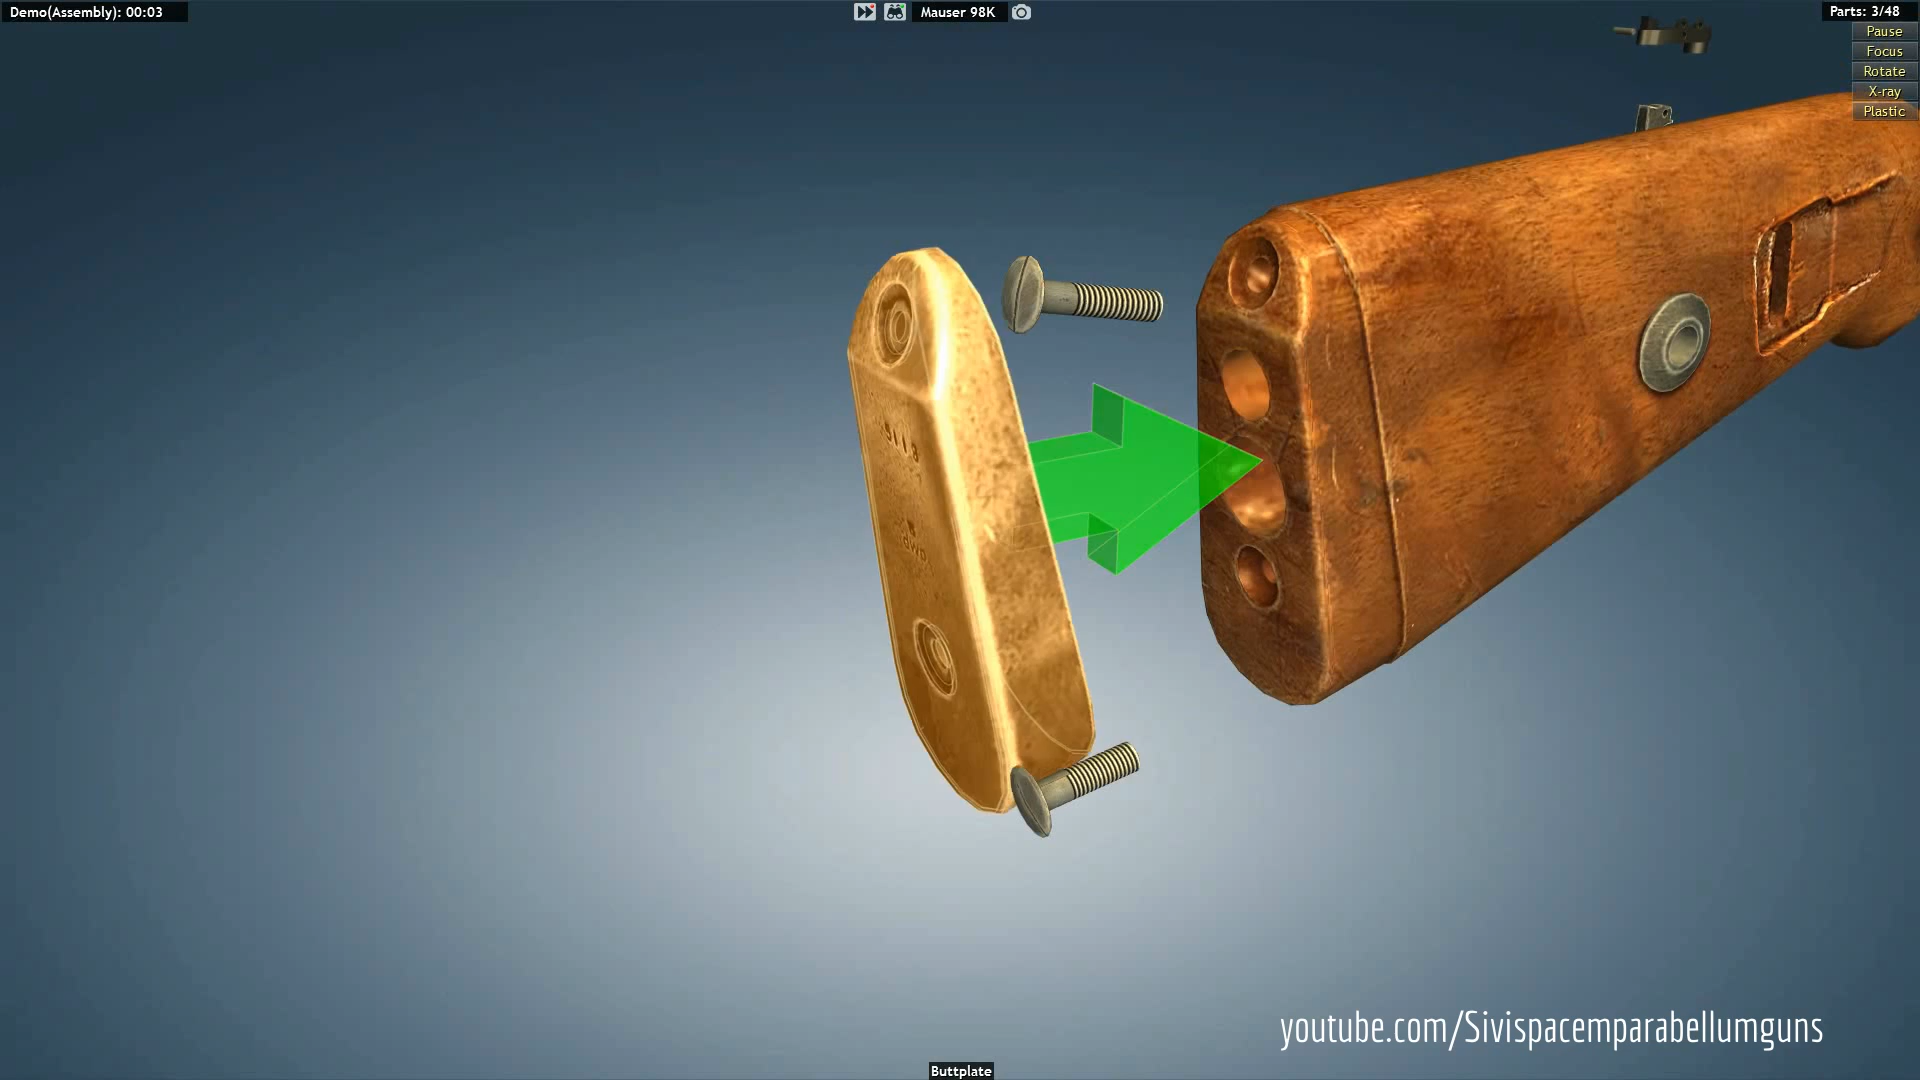 Demo(Assembly): 00:03
Mauser 98K
Parts: 3/48
Pause
Focus
Rotate
X-ray
Plastic
youtube.com/Sivispacemparabellumguns
Buttplate